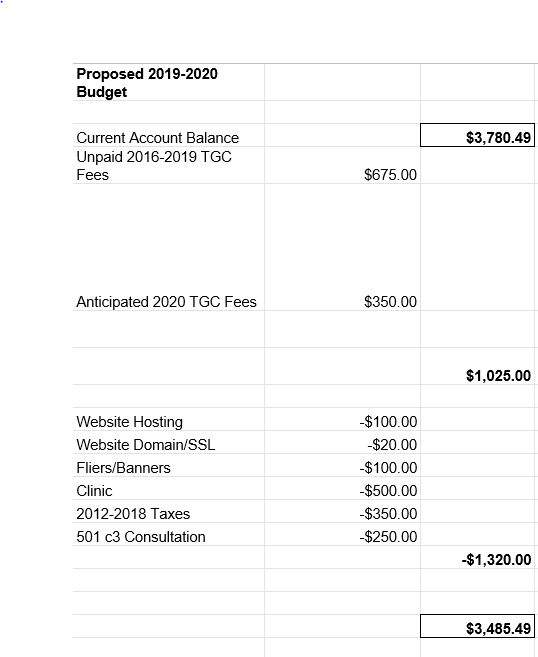 Proposed 2019-2020
Budget
Current Account Balance $3,780.49
Unpaid 2016-2019 TGC
Fees $675.00
Anticipated 2020 TGC Fees $350.00
$1,025.00
Website Hosting -$100.00
Website Domain/SSL -$20.00
Fliers/Banners -$100.00
Clinic -$500.00
2012-2018 Taxes -$350.00
501 c3 Consultation -$250.00
-$1,320.00
$3,485.49